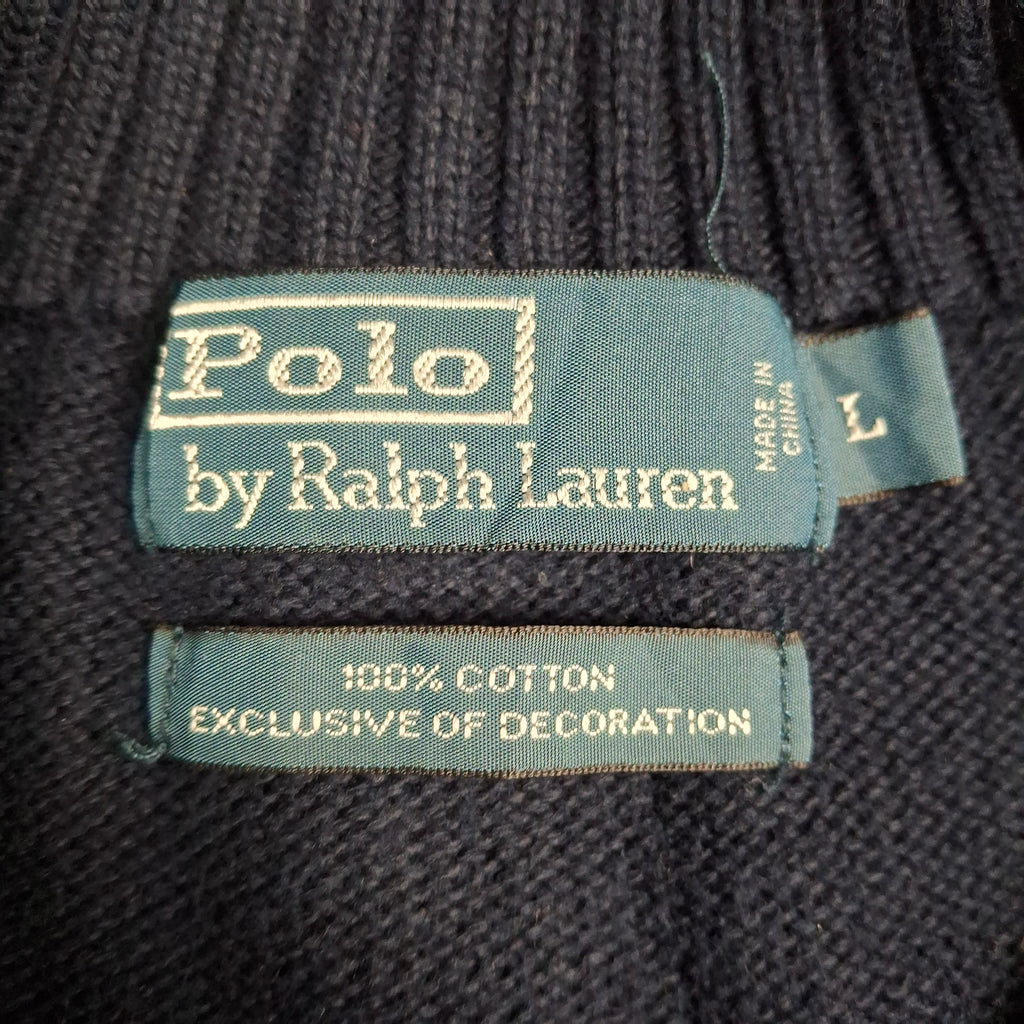 Polo
by Ralph Lauren
MADE IN
CHINA
L
100% COTTON
EXCLUSIVE OF DECORATION